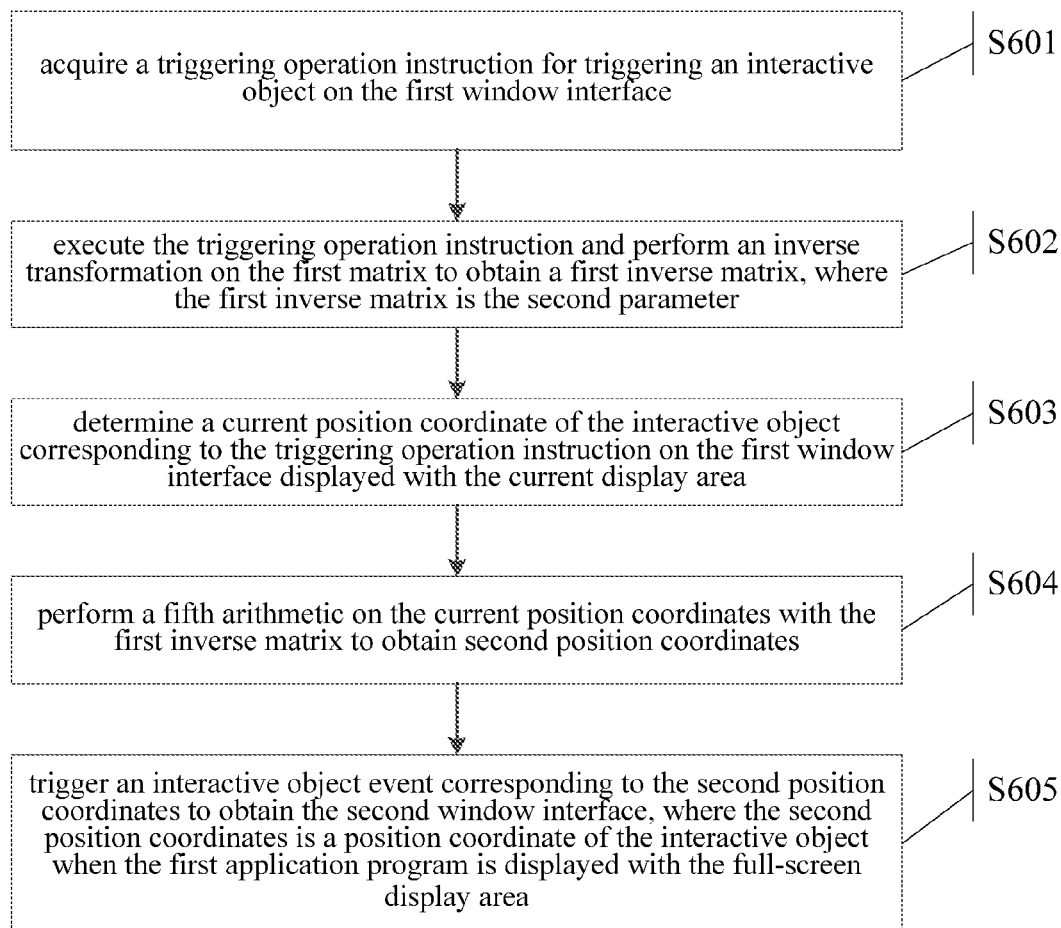 acquire a triggering operation instruction for triggering an interactive
object on the first window interface
S601
execute the triggering operation instruction and perform an inverse
transformation on the first matrix to obtain a first inverse matrix, where
the first inverse matrix is the second parameter
S602
determine a current position coordinate of the interactive object
corresponding to the triggering operation instruction on the first window
interface displayed with the current display area
S603
perform a fifth arithmetic on the current position coordinates with the
first inverse matrix to obtain second position coordinates
S604
trigger an interactive object event corresponding to the second position
coordinates to obtain the second window interface, where the second
position coordinates is a position coordinate of the interactive object
when the first application program is displayed with the full-screen
display area
S605